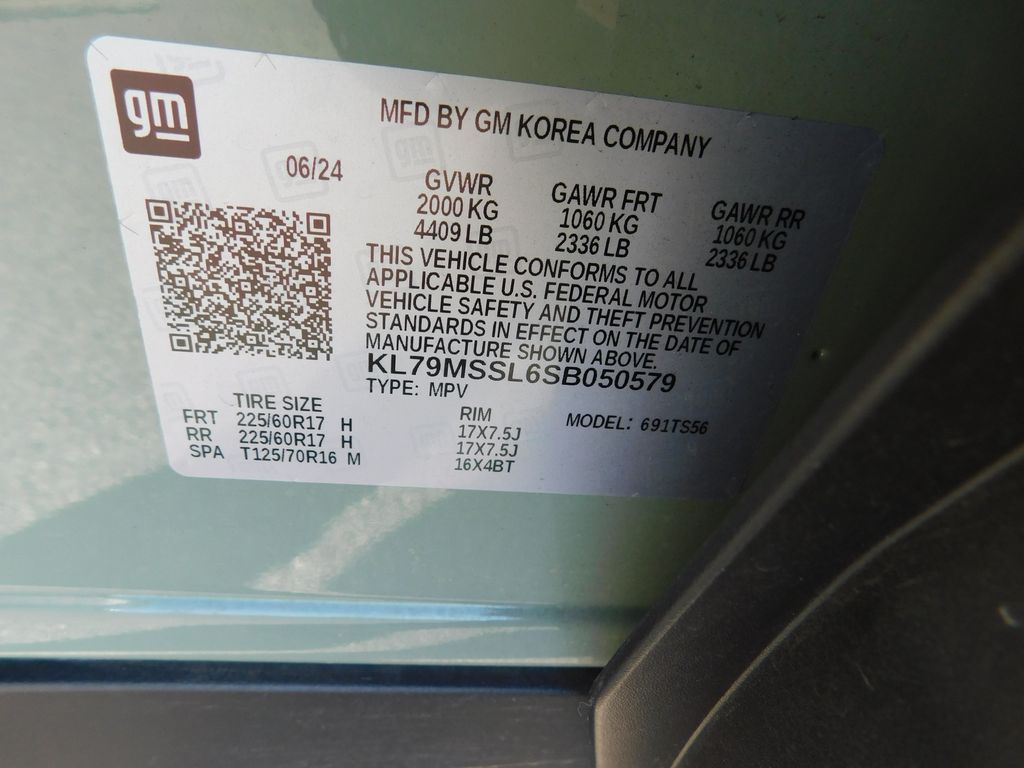 gm
MFD BY GM KOREA COMPANY
06/24
GVWR GAWR FRT GAWR RR
2000 KG 1060 KG 1060 KG
4409 LB 2336 LB 2336 LB
THIS VEHICLE CONFORMS TO ALL
APPLICABLE U.S. FEDERAL MOTOR
VEHICLE SAFETY AND THEFT PREVENTION
STANDARDS IN EFFECT ON THE DATE OF
MANUFACTURE SHOWN ABOVE.
KL79MSSL6SB050579
TYPE: MPV
TIRE SIZE RIM MODEL: 691TS56
FRT 225/60R17 H 17X7.5J
RR 225/60R17 H 17X7.5J
SPA T125/70R16 M 16X4BT